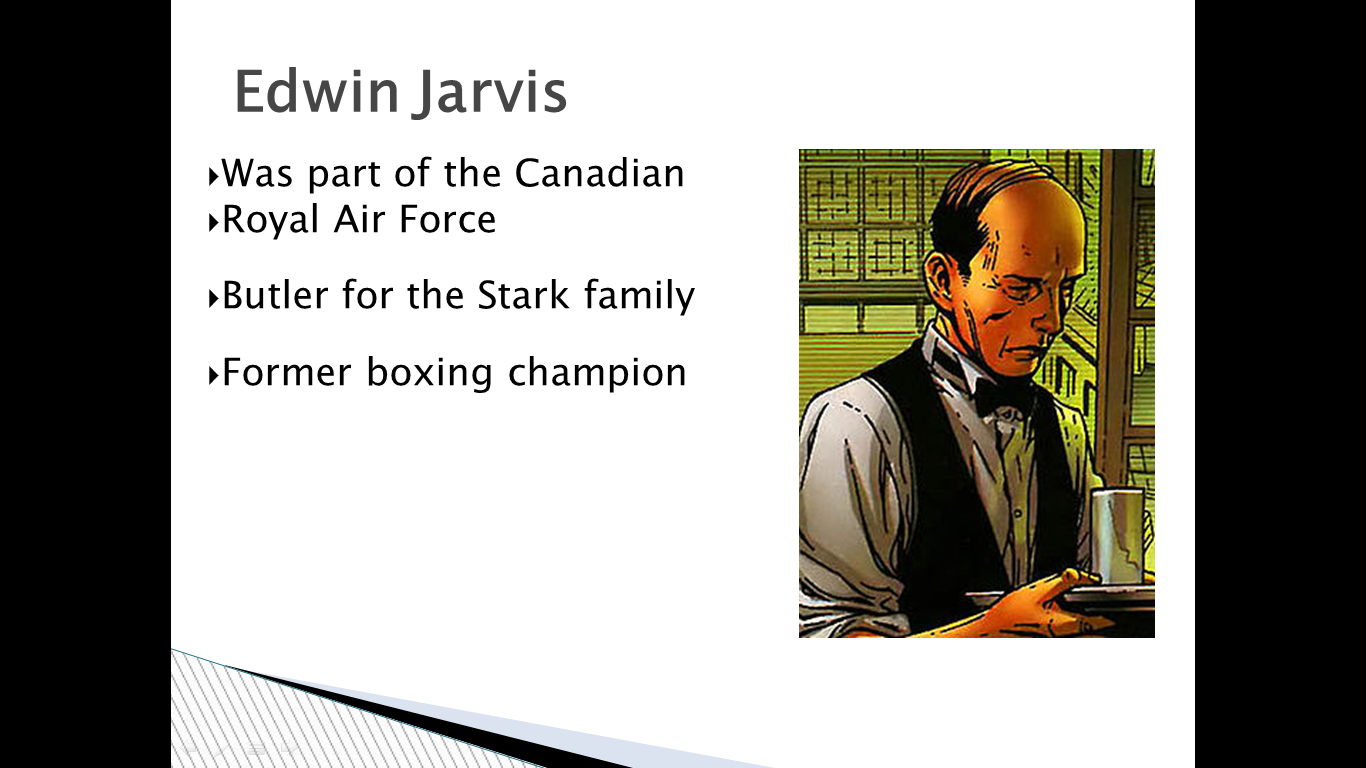 Edwin Jarvis
‣Was part of the Canadian
‣Royal Air Force
‣Butler for the Stark family
‣Former boxing champion